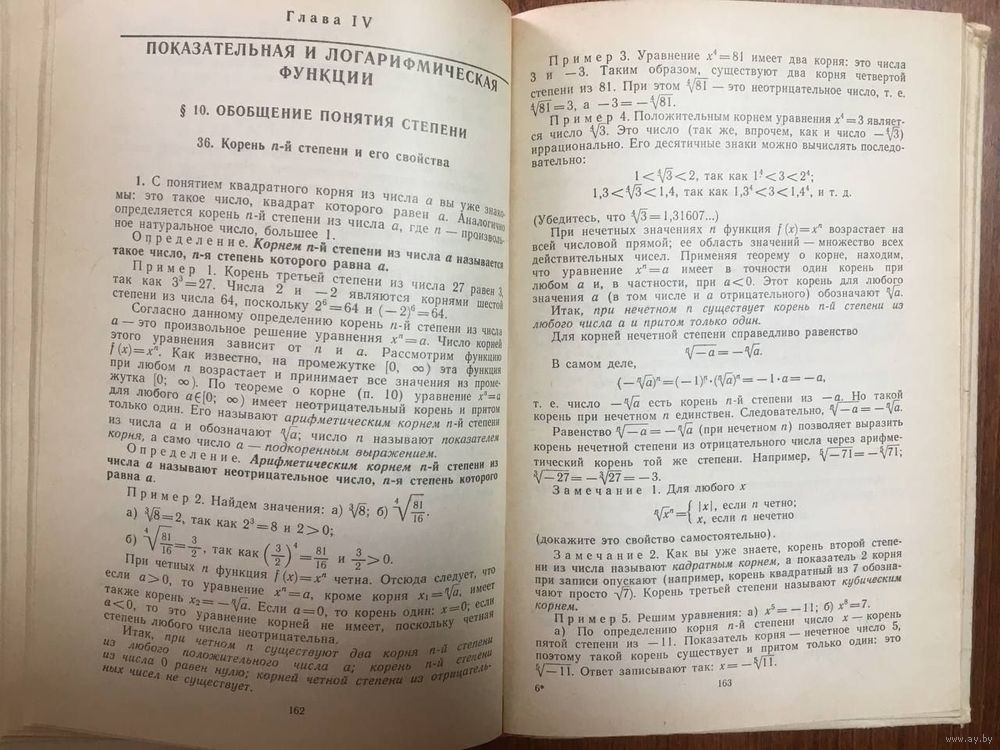 Глава IV
ПОКАЗАТЕЛЬНАЯ И ЛОГАРИФМИЧЕСКАЯ
ФУНКЦИИ
§ 10. ОБОБЩЕНИЕ ПОНЯТИЯ СТЕПЕНИ
36. Корень n-й степени и его свойства
1. С понятием квадратного корня из числа a вы уже знако-
мы: это такое число, квадрат которого равен a. Аналогично
определяется корень n-й степени из числа a, где n — произволь-
ное натуральное число, большее 1.
Определение. Корнем n-й степени из числа a называется
такое число, n-я степень которого равна a.
Пример 1. Корень третьей степени из числа 27 равен 3,
так как 3³=27. Числа 2 и —2 являются корнями шестой
степени из числа 64, поскольку 2⁶=64 и (—2)⁶=64.
Согласно данному определению корень n-й степени из числа
a — это произвольное решение уравнения xⁿ=a. Число корней
этого уравнения зависит от n и a. Рассмотрим функцию
f(x)=xⁿ. Как известно, на промежутке [0, ∞) эта функция
при любом n возрастает и принимает все значения из проме-
жутка [0; ∞). По теореме о корне (п. 10) уравнение xⁿ=a
для любого a∈[0; ∞) имеет неотрицательный корень и притом
только один. Его называют арифметическим корнем n-й степени
из числа a и обозначают ⁿ√a; число n называют показателем
корня, а само число a — подкоренным выражением.
Определение. Арифметическим корнем n-й степени из
числа a называют неотрицательное число, n-я степень которого
равна a.
Пример 2. Найдем значения: а) ³√8; б) ⁴√(81/16).
а) ³√8=2, так как 2³=8 и 2>0;
б) ⁴√(81/16)=3/2, так как (3/2)⁴=81/16 и 3/2>0.
При четных n функция f(x)=xⁿ четна. Отсюда следует, что
если a>0, то уравнение xⁿ=a, кроме корня x₁=ⁿ√a, имеет
также корень x₂=—ⁿ√a. Если a=0, то корень один: x=0; если
a<0, то это уравнение корней не имеет, поскольку четная
степень любого числа неотрицательна.
Итак, при четном n существуют два корня n-й степени
из любого положительного числа a; корень n-й степени
из числа 0 равен нулю; корней четной степени из отрицатель-
ных чисел не существует.
162
Пример 3. Уравнение x⁴=81 имеет два корня: это числа
3 и —3. Таким образом, существуют два корня четвертой
степени из 81. При этом ⁴√81 — это неотрицательное число, т. е.
⁴√81=3, а —3=—⁴√81.
Пример 4. Положительным корнем уравнения x⁴=3 являет-
ся число ⁴√3. Это число (так же, впрочем, как и число —⁴√3)
иррационально. Его десятичные знаки можно вычислять последо-
вательно:
1<⁴√3<2, так как 1⁴<3<2⁴;
1,3<⁴√3<1,4, так как 1,3⁴<3<1,4⁴, и т. д.
(Убедитесь, что ⁴√3=1,31607...)
При нечетных значениях n функция f(x)=xⁿ возрастает на
всей числовой прямой; ее область значений — множество всех
действительных чисел. Применяя теорему о корне, находим,
что уравнение xⁿ=a имеет в точности один корень при
любом a и, в частности, при a<0. Этот корень для любого
значения a (в том числе и a отрицательного) обозначают ⁿ√a.
Итак, при нечетном n существует корень n-й степени из
любого числа a и притом только один.
Для корней нечетной степени справедливо равенство
ⁿ√—a=—ⁿ√a.
В самом деле,
(—ⁿ√a)ⁿ=(—1)ⁿ·(ⁿ√a)ⁿ=—1·a=—a,
т. е. число —ⁿ√a есть корень n-й степени из —a. Но такой
корень при нечетном n единствен. Следовательно, ⁿ√—a=—ⁿ√a.
Равенство ⁿ√—a=—ⁿ√a (при нечетном n) позволяет выразить
корень нечетной степени из отрицательного числа через арифме-
тический корень той же степени. Например, ⁵√—71=—⁵√71;
³√—27=—³√27=—3.
Замечание 1. Для любого x
ⁿ√xⁿ={ |x|, если n четно;
x, если n нечетно
(докажите это свойство самостоятельно).
Замечание 2. Как вы уже знаете, корень второй степе-
ни из числа называют квадратным корнем, а показатель 2 корня
при записи опускают (например, корень квадратный из 7 обозна-
чают просто √7). Корень третьей степени называют кубическим
корнем.
Пример 5. Решим уравнения: а) x⁵=—11; б) x⁸=7.
а) По определению корня n-й степени число x — корень
пятой степени из —11. Показатель корня — нечетное число 5,
поэтому такой корень существует и притом только один: это
⁵√—11. Ответ записывают так: x=—⁵√11.
6*
163
www.ay.by